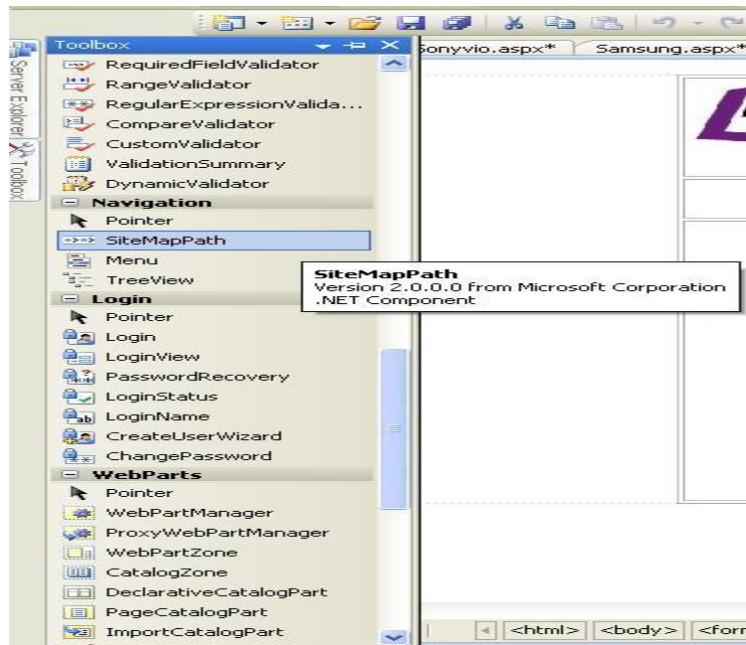 Toolbox
Sonyvio.aspx*
Samsung.aspx*
Server Explorer
Toolbox
RequiredFieldValidator
RangeValidator
RegularExpressionValida...
CompareValidator
CustomValidator
ValidationSummary
DynamicValidator
Navigation
Pointer
SiteMapPath
Menu
TreeView
SiteMapPath
Version 2.0.0.0 from Microsoft Corporation
.NET Component
Login
Pointer
Login
LoginView
PasswordRecovery
LoginStatus
LoginName
CreateUserWizard
ChangePassword
WebParts
Pointer
WebPartManager
ProxyWebPartManager
WebPartZone
CatalogZone
DeclarativeCatalogPart
PageCatalogPart
ImportCatalogPart
<html> <body> <form